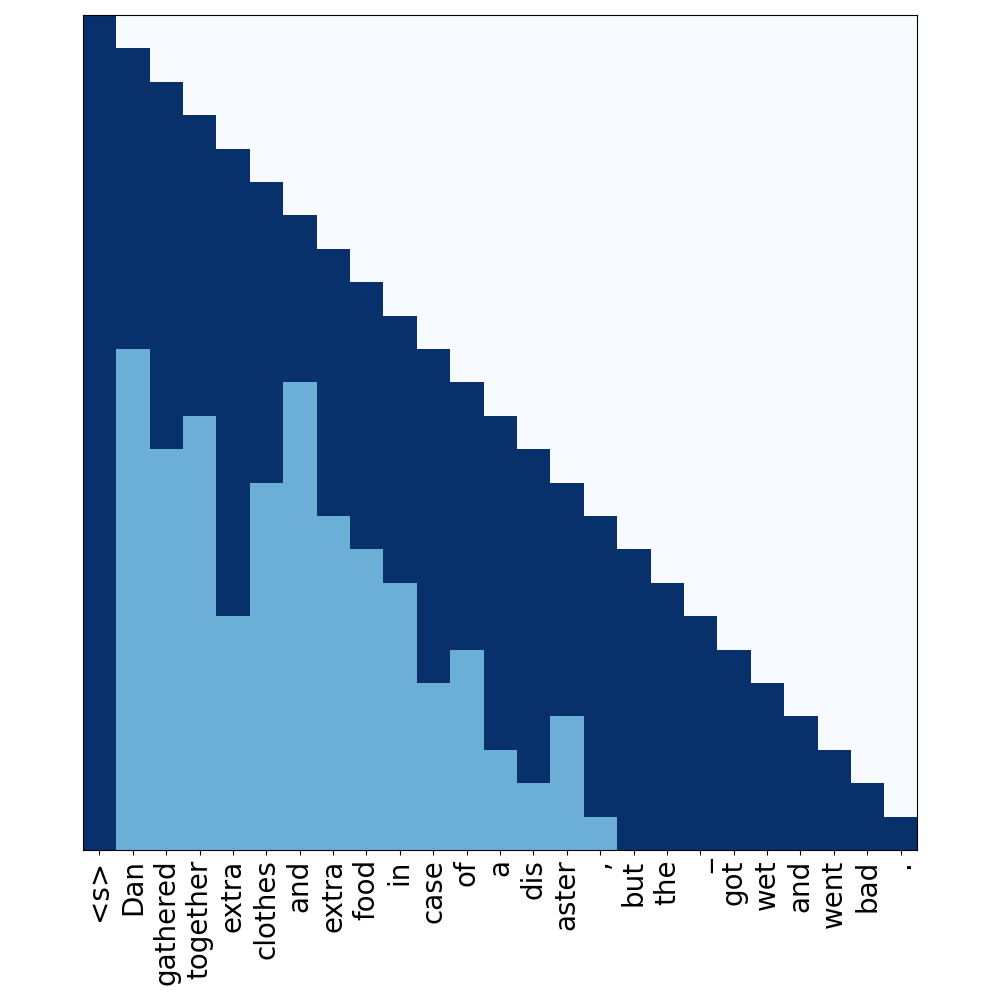 <s> Dan gathered together extra clothes and extra food in case of a dis aster , but the _ got wet and went bad .